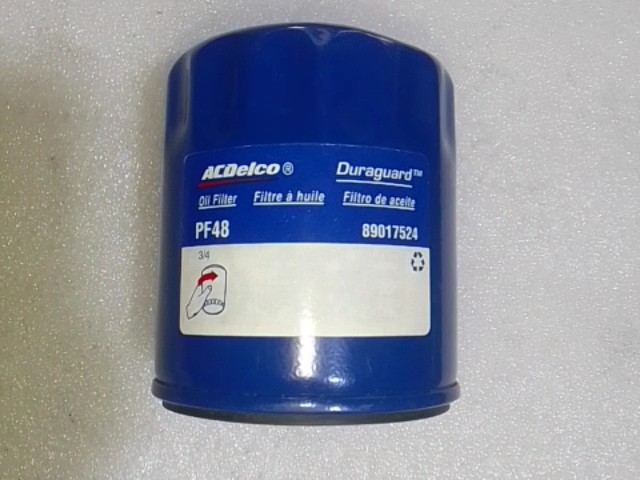 ACDelco® Duraguard™
Oil Filter Filtre à huile Filtro de aceite
PF48 89017524
3/4